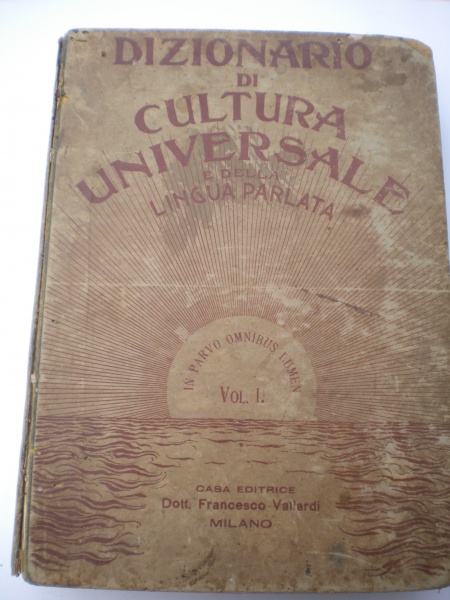 DIZIONARIO
DI
CULTURA
UNIVERSALE
E DELLA
LINGUA PARLATA
IN PARVO OMNIBUS LUMEN
VOL. I.
CASA EDITRICE
Dott. Francesco Vallardi
MILANO